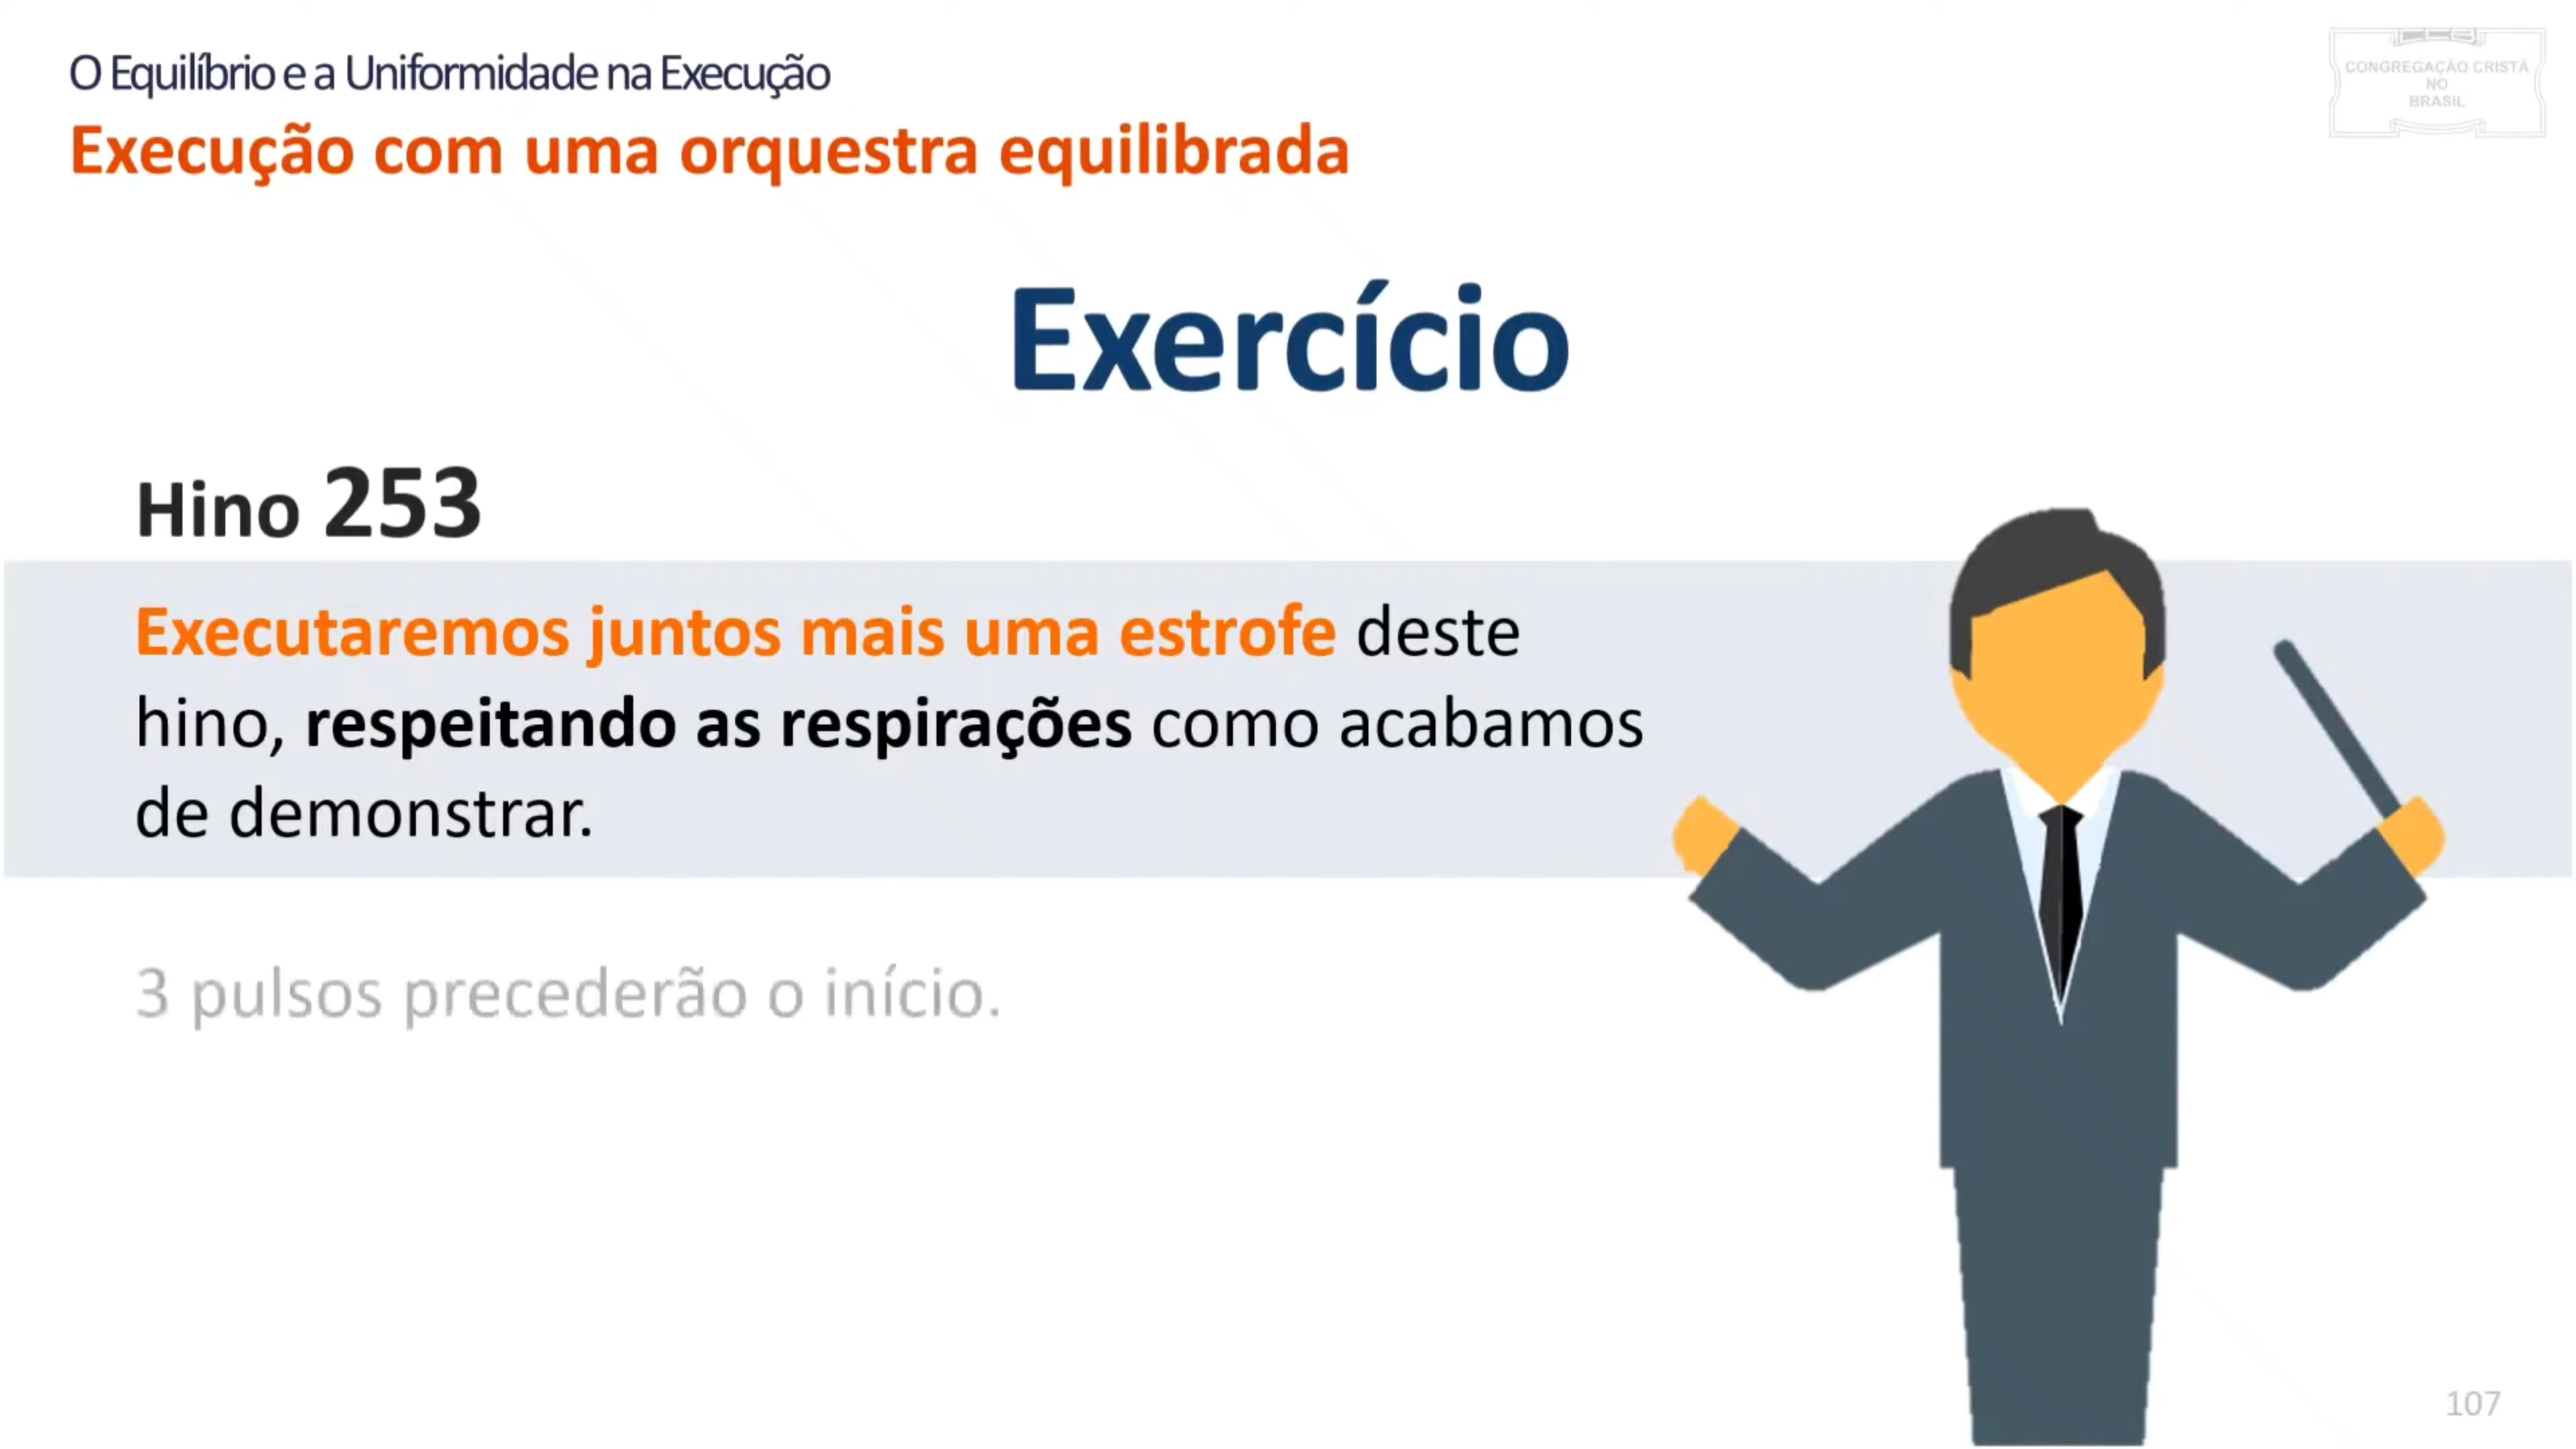 O Equilíbrio e a Uniformidade na Execução
CONGREGAÇÃO CRISTÃ
NO
BRASIL
Execução com uma orquestra equilibrada
Exercício
Hino 253
Executaremos juntos mais uma estrofe deste
hino, respeitando as respirações como acabamos
de demonstrar.
3 pulsos precederão o início.
107